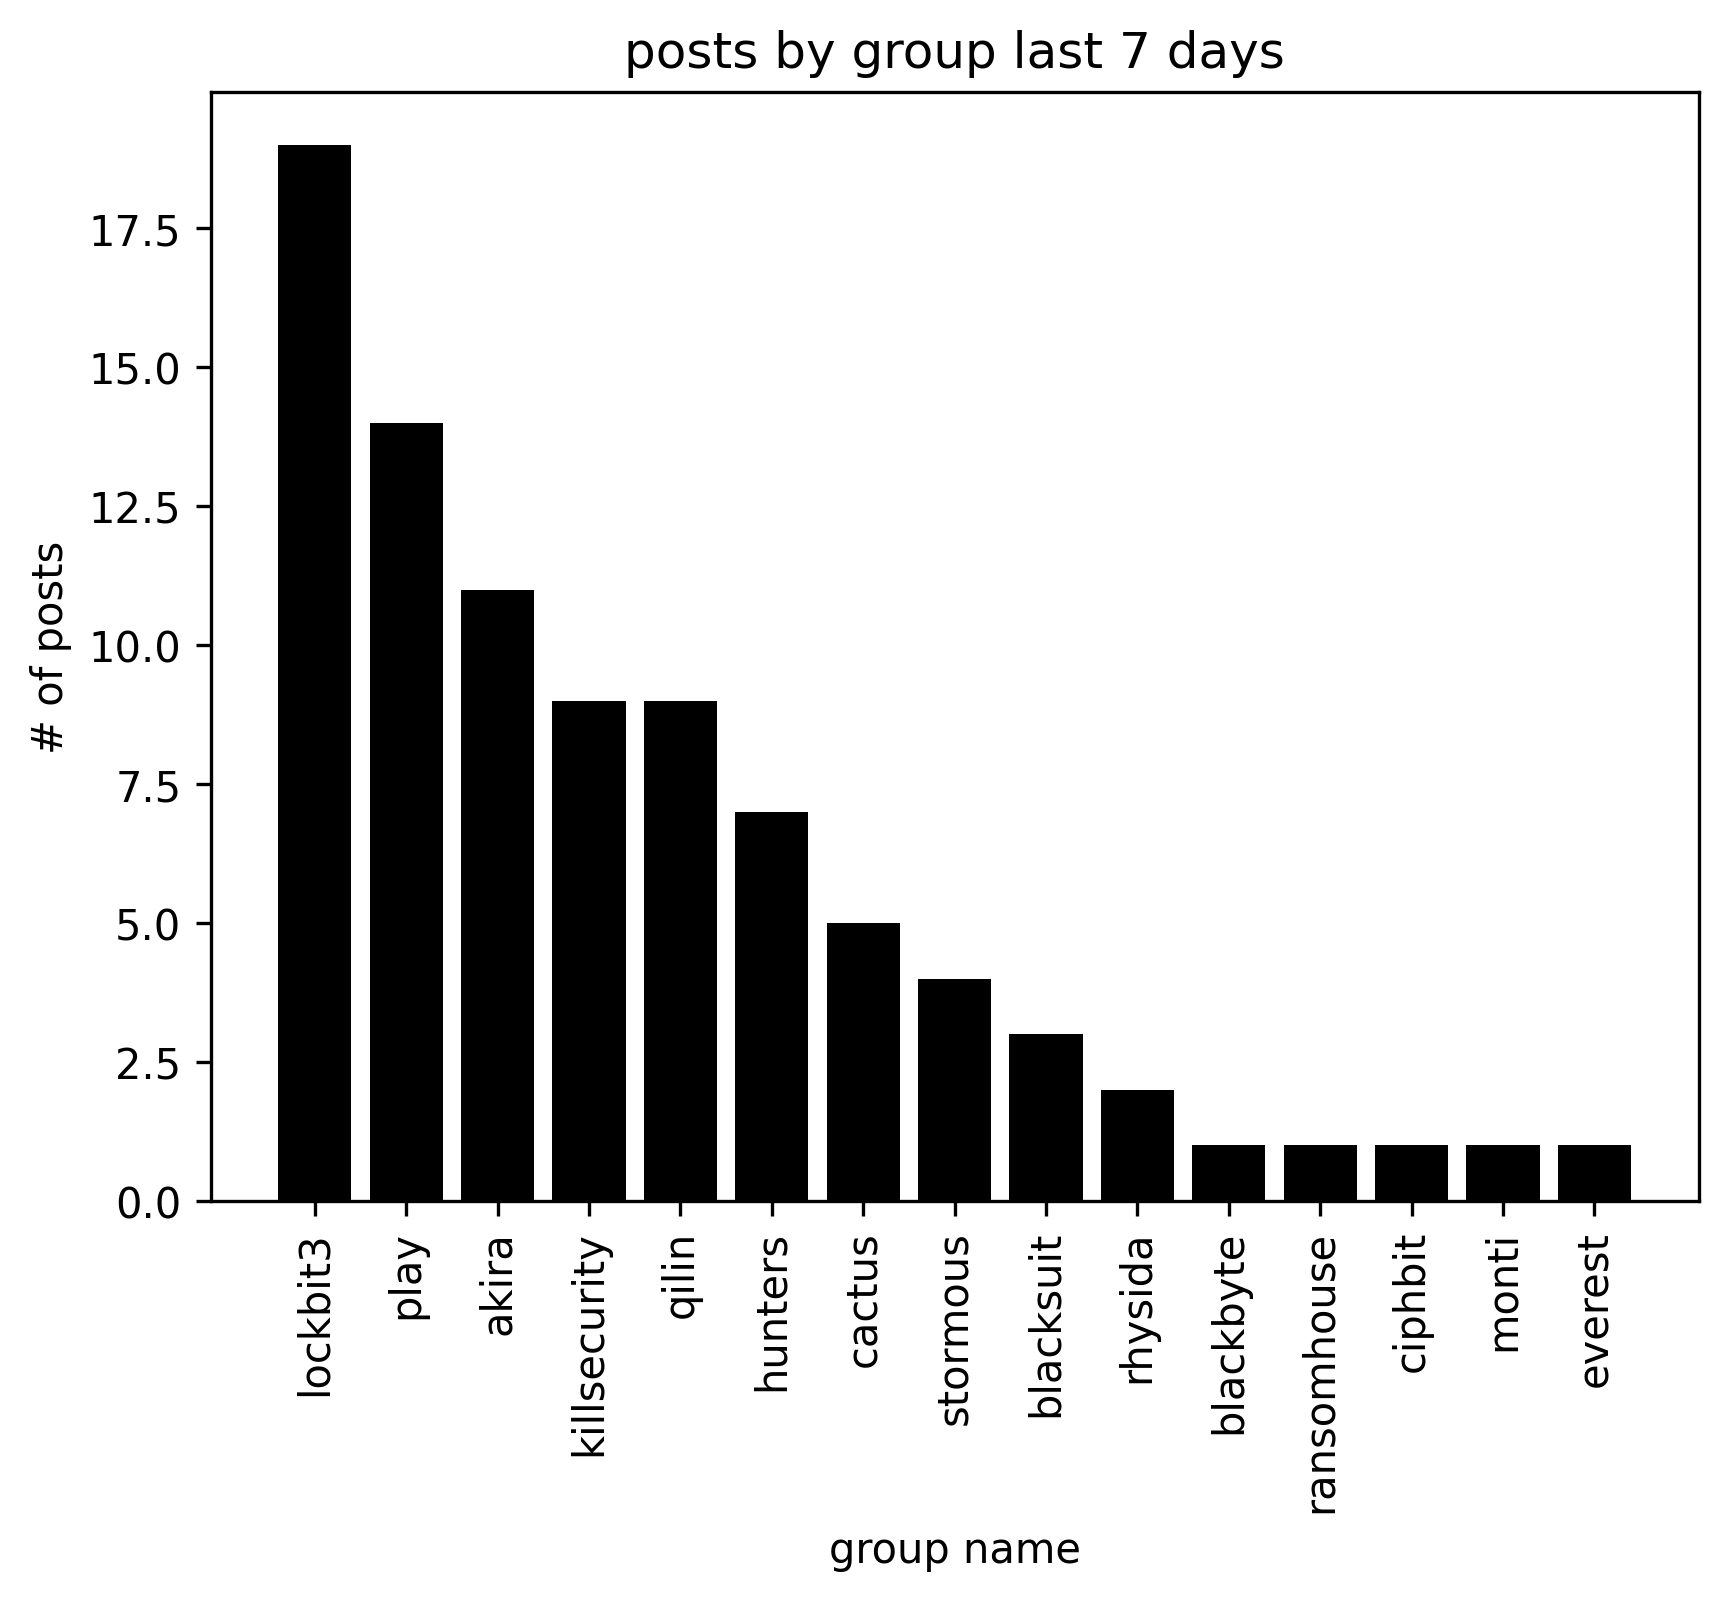 posts by group last 7 days
# of posts
17.5
15.0
12.5
10.0
7.5
5.0
2.5
0.0
lockbit3
play
akira
killsecurity
qilin
hunters
cactus
stormous
blacksuit
rhysida
blackbyte
ransomhouse
ciphbit
monti
everest
group name